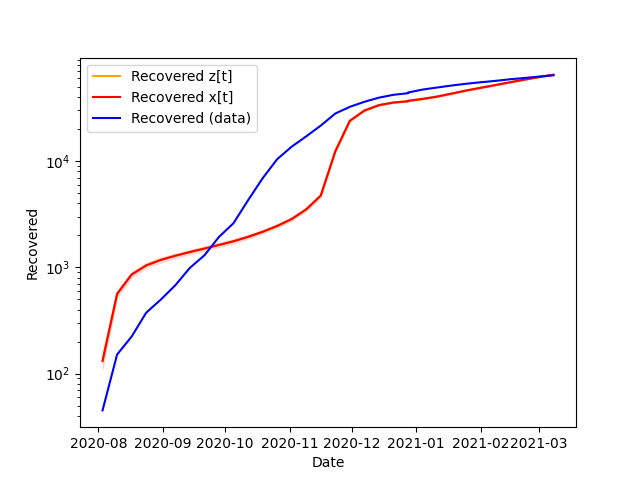 Recovered z[t]
Recovered x[t]
Recovered (data)
Recovered
10^4
10^3
10^2
2020-08 2020-09 2020-10 2020-11 2020-12 2021-01 2021-02 2021-03
Date